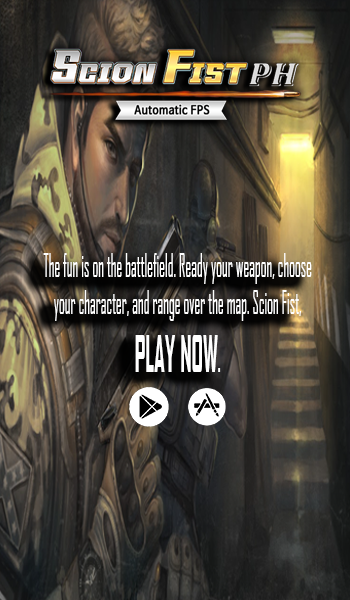 SCION FIST PH
Automatic FPS
The fun is on the battlefield. Ready your weapon, choose
your character, and range over the map. Scion Fist,
PLAY NOW.